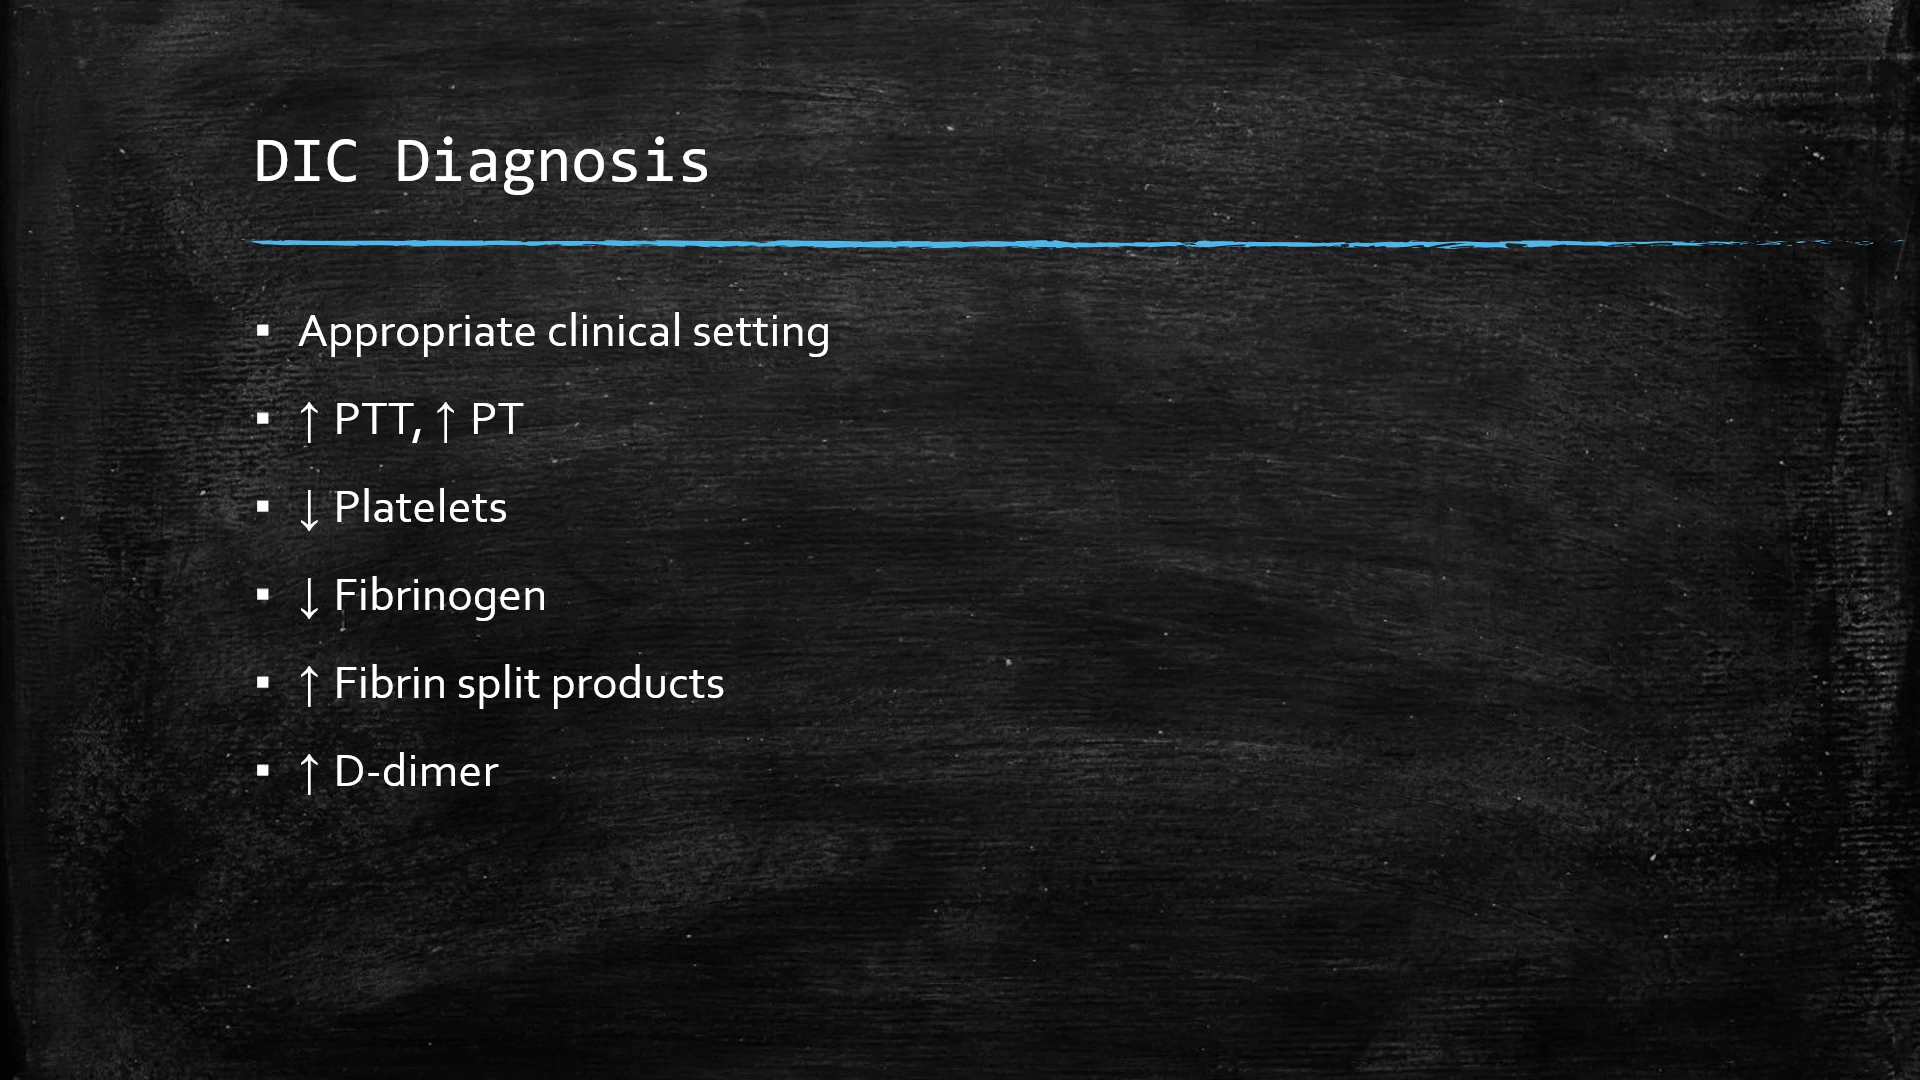 DIC Diagnosis
▪ Appropriate clinical setting
▪ ↑ PTT, ↑ PT
▪ ↓ Platelets
▪ ↓ Fibrinogen
▪ ↑ Fibrin split products
▪ ↑ D-dimer